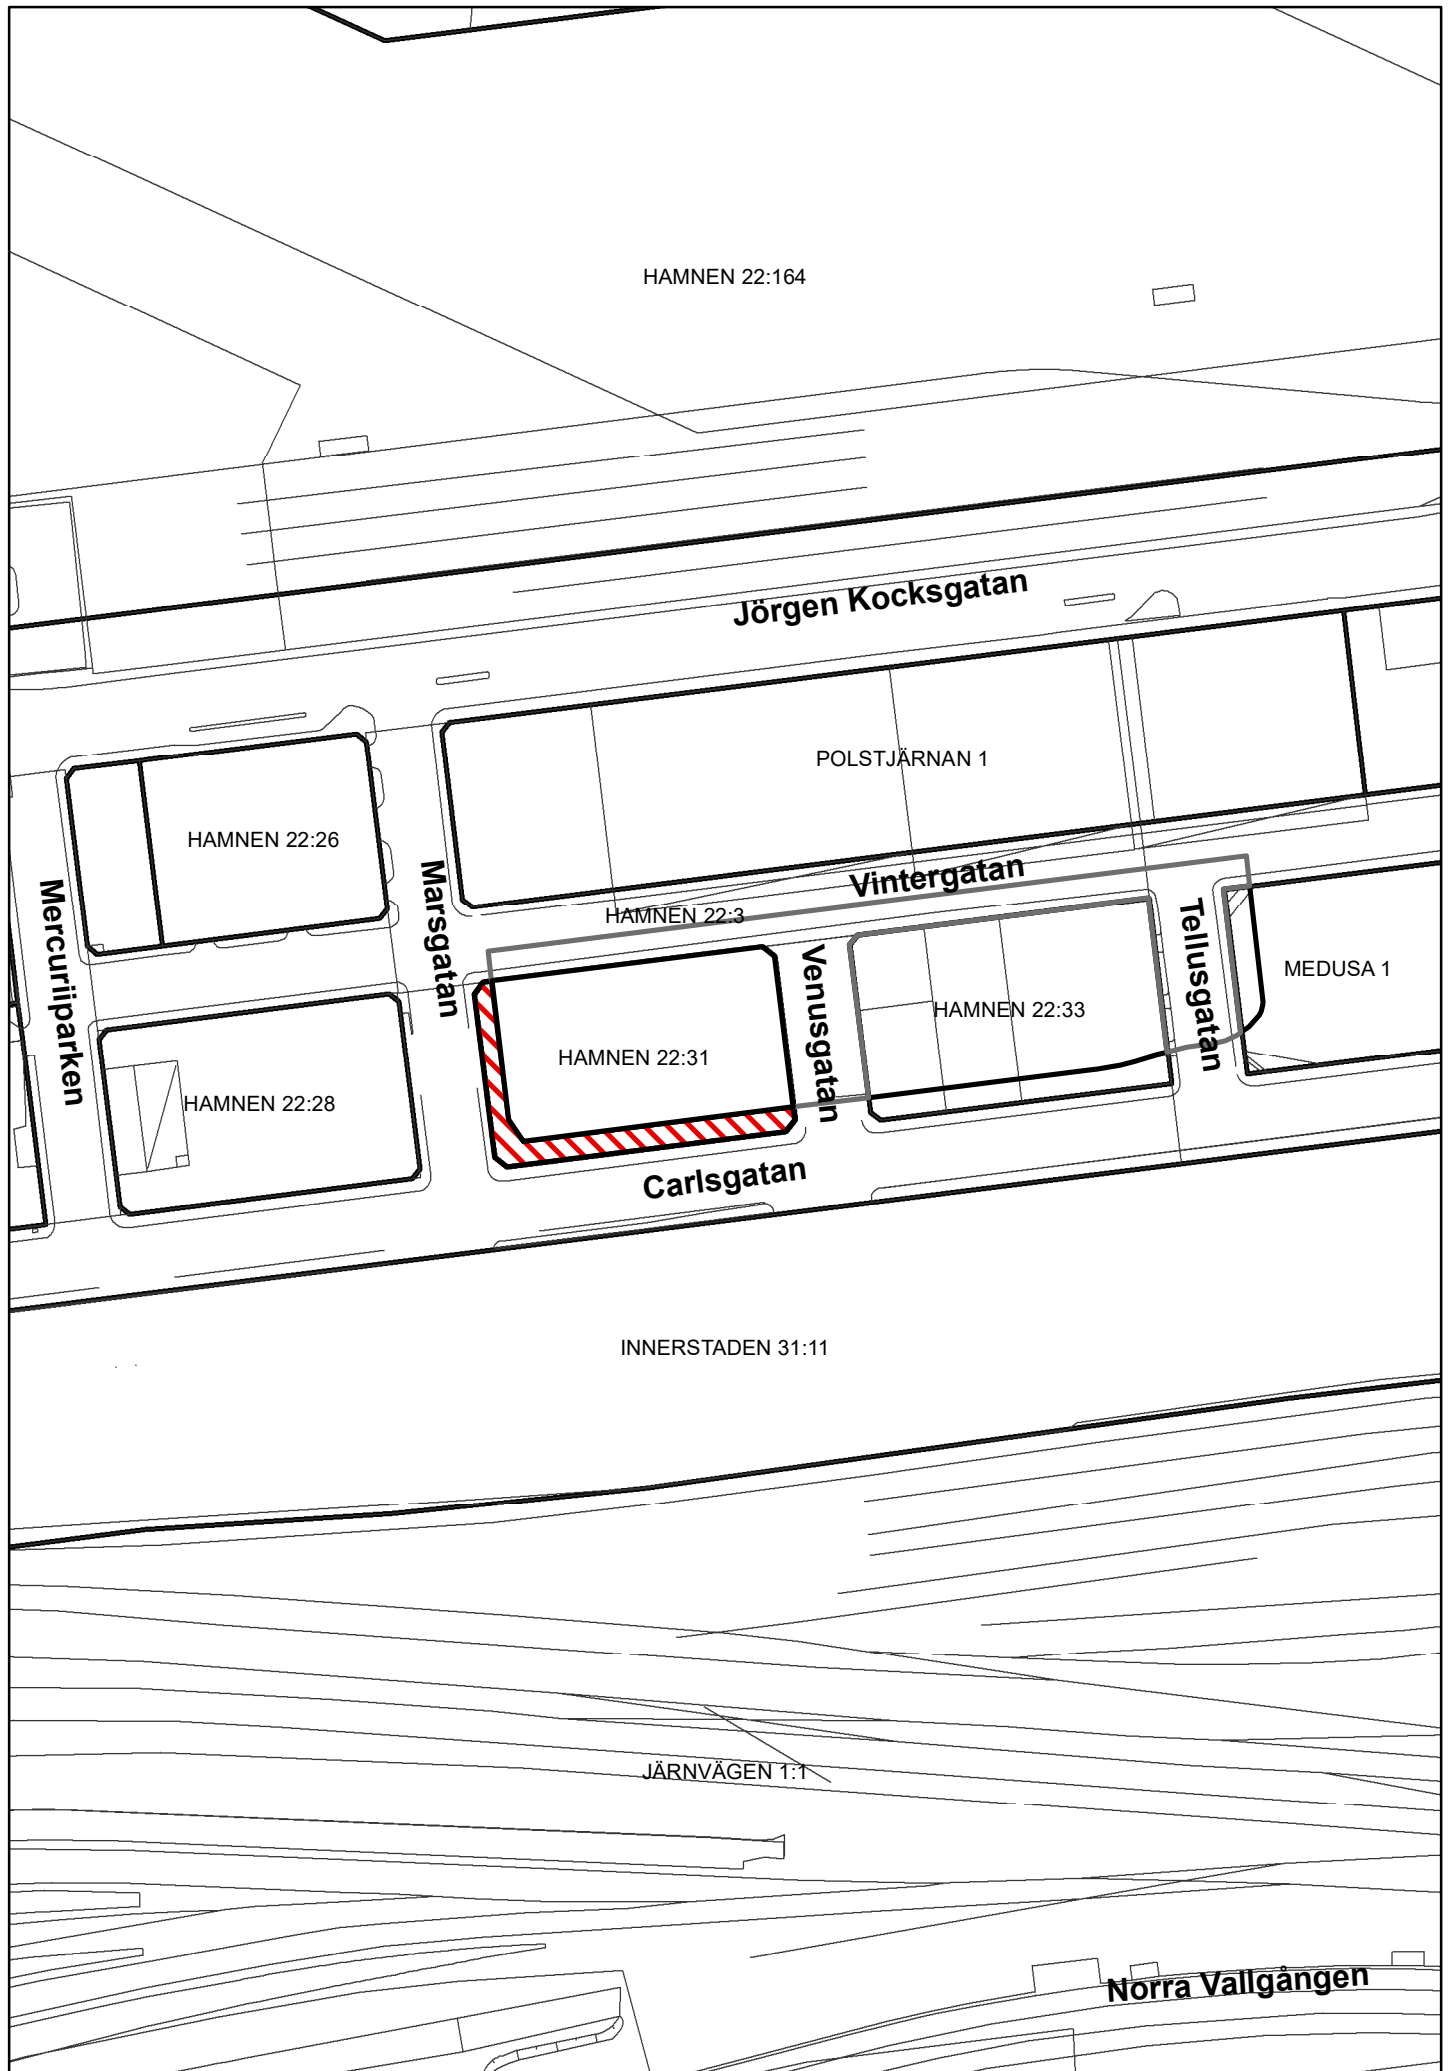 HAMNEN 22:164
Jörgen Kocksgatan
POLSTJÄRNAN 1
HAMNEN 22:26
Vintergatan
Marsgatan
Mercuriiparken
HAMNEN 22:3
Tellusgatan
Venusgatan
MEDUSA 1
HAMNEN 22:33
HAMNEN 22:31
HAMNEN 22:28
Carlsgatan
INNERSTADEN 31:11
JÄRNVÄGEN 1:1
Norra Vallgången